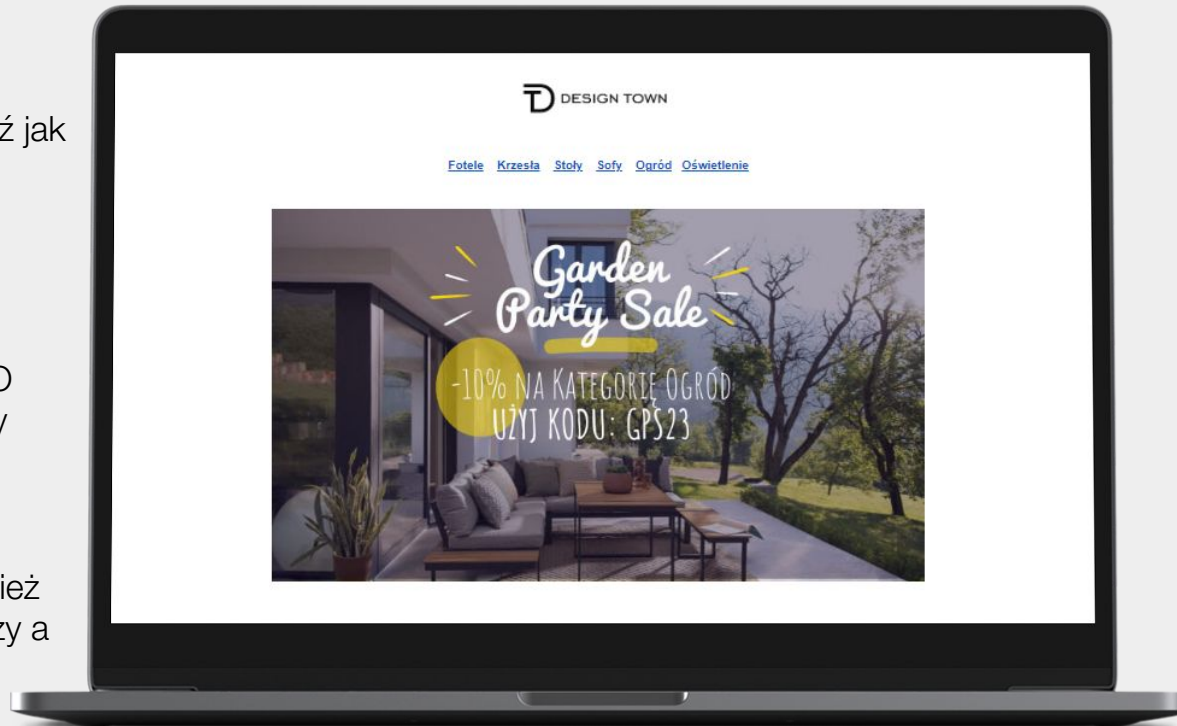 ź jak
y
ież
zy a
DESIGN TOWN
Fotele Krzesła Stoły Sofy Ogród Oświetlenie
Garden
Party Sale
-10% NA KATEGORIĘ OGRÓD
UŻYJ KODU: GPS23